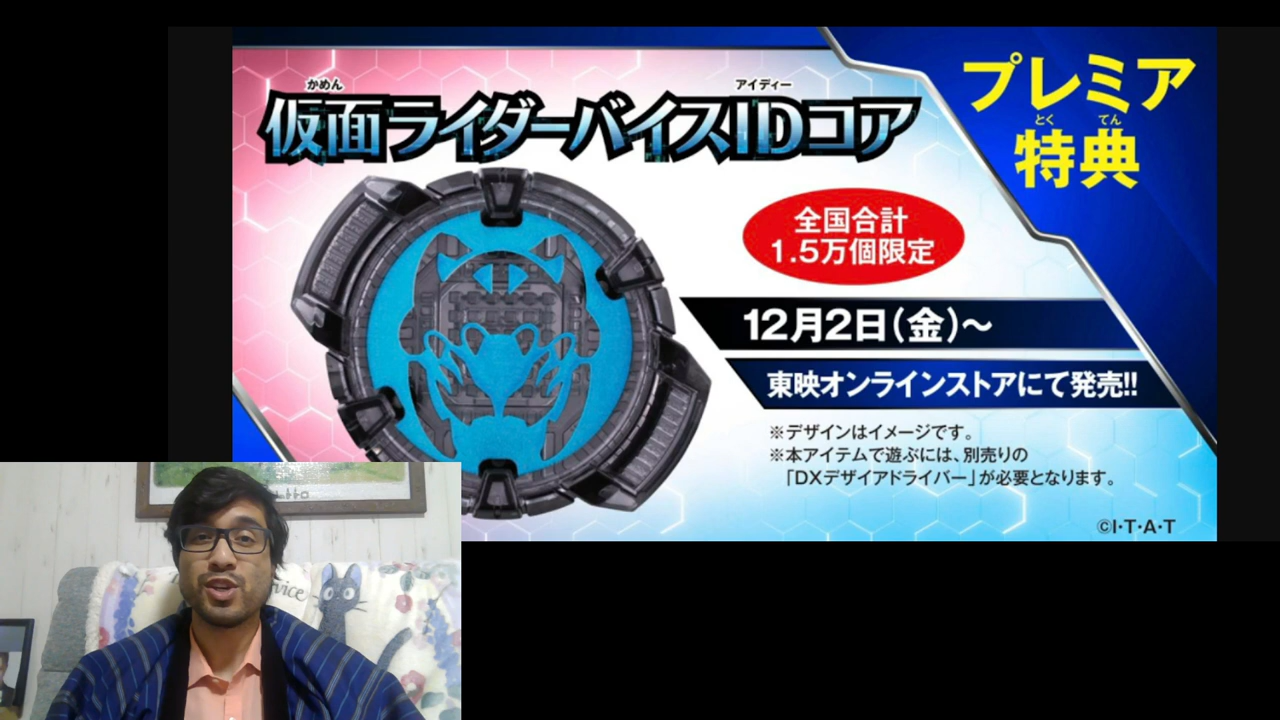 かめん
アイディー
仮面ライダーバイスIDコア
プレミア
とくてん
特典
全国合計
1.5万個限定
12月2日(金)〜
東映オンラインストアにて発売!!
※デザインはイメージです。
※本アイテムで遊ぶには、別売りの
「DXデザイアドライバー」が必要となります。
©I・T・A・T
vice